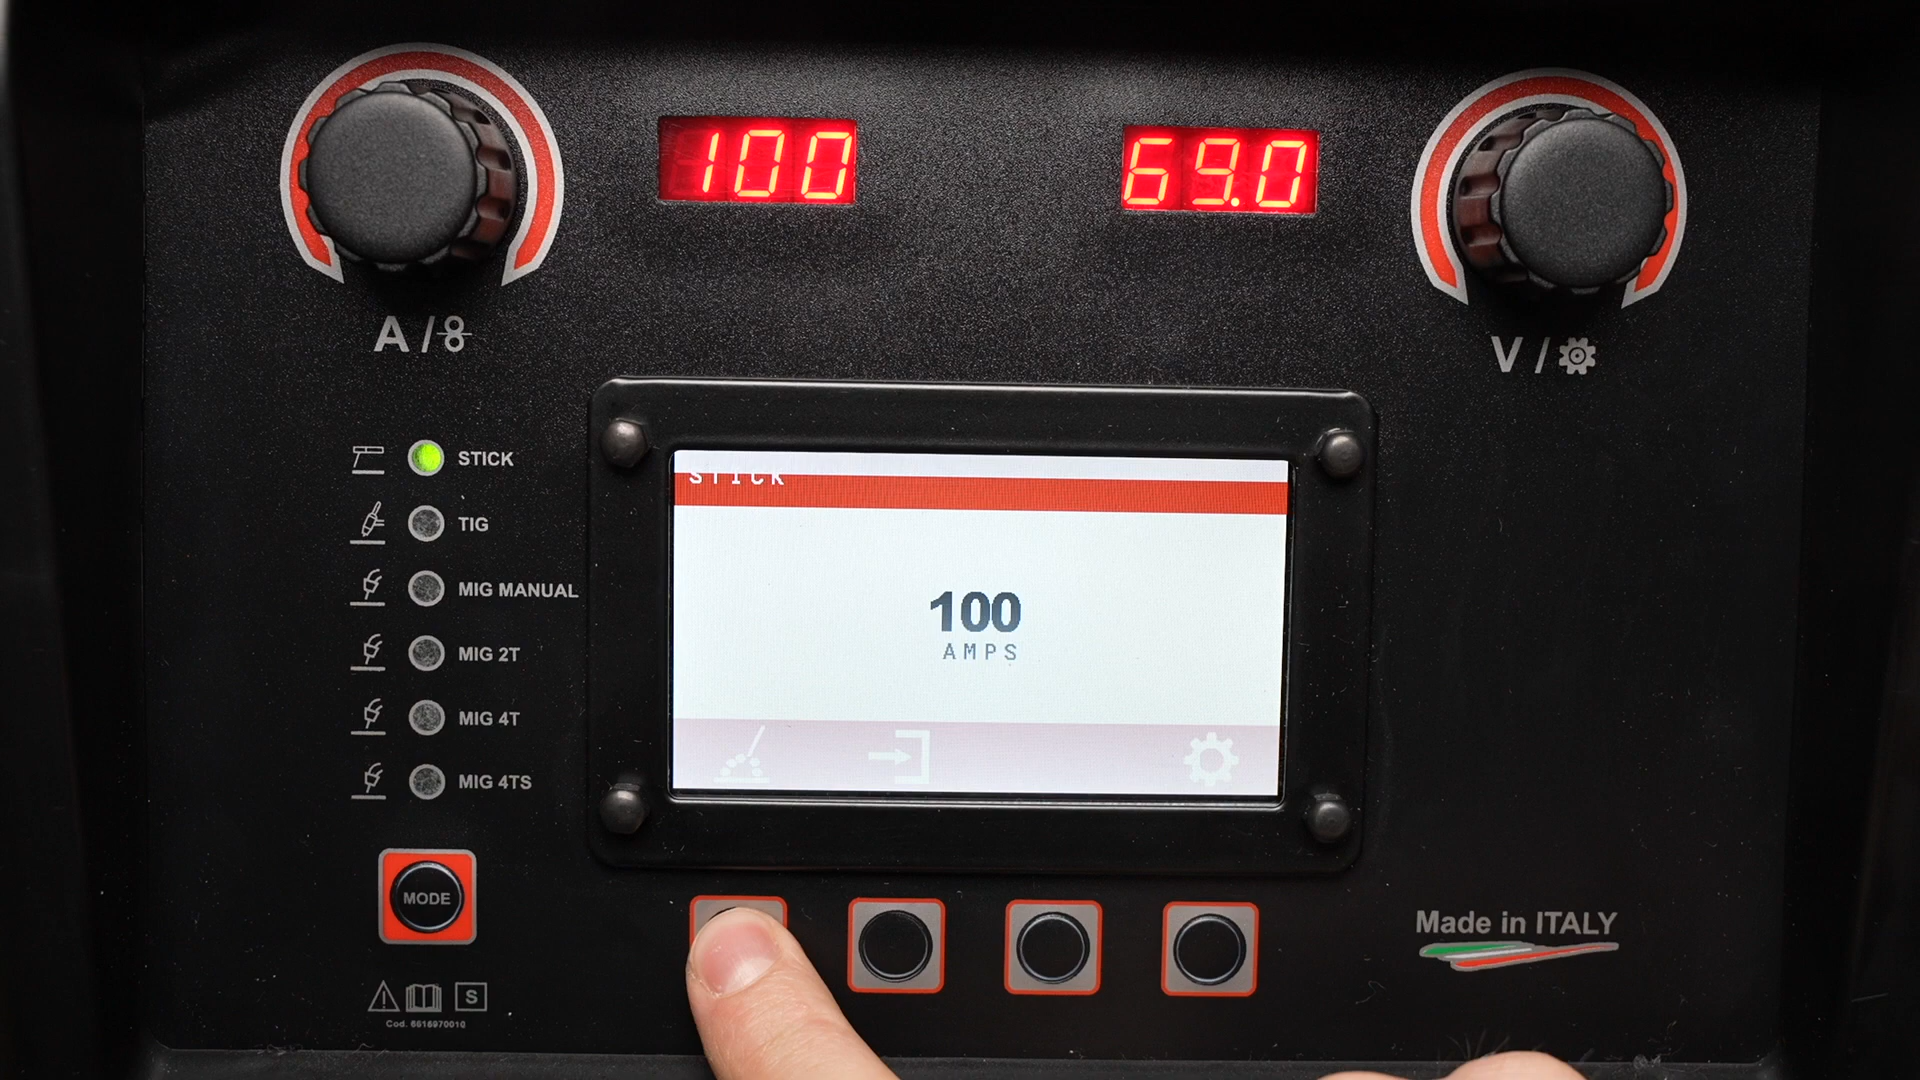 100
69.0
A /
V /
STICK
TIG
MIG MANUAL
MIG 2T
MIG 4T
MIG 4TS
STICK
100
AMPS
MODE
S
Cod. 6616970010
Made in ITALY